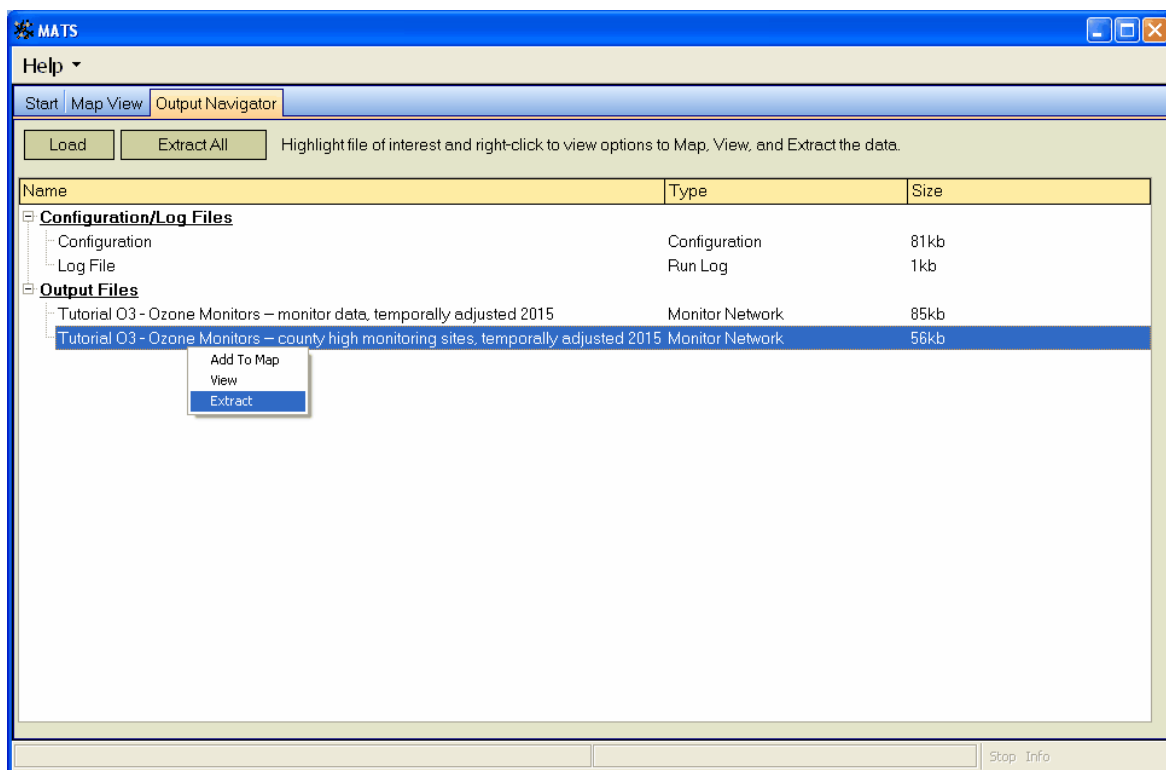 MATS
Help
Start Map View Output Navigator
Load Extract All Highlight file of interest and right-click to view options to Map, View, and Extract the data.
Name Type Size
Configuration/Log Files
Configuration Configuration 81kb
Log File Run Log 1kb
Output Files
Tutorial O3 - Ozone Monitors – monitor data, temporally adjusted 2015 Monitor Network 85kb
Tutorial O3 - Ozone Monitors – county high monitoring sites, temporally adjusted 2015 Monitor Network 56kb
Add To Map
View
Extract
Stop Info